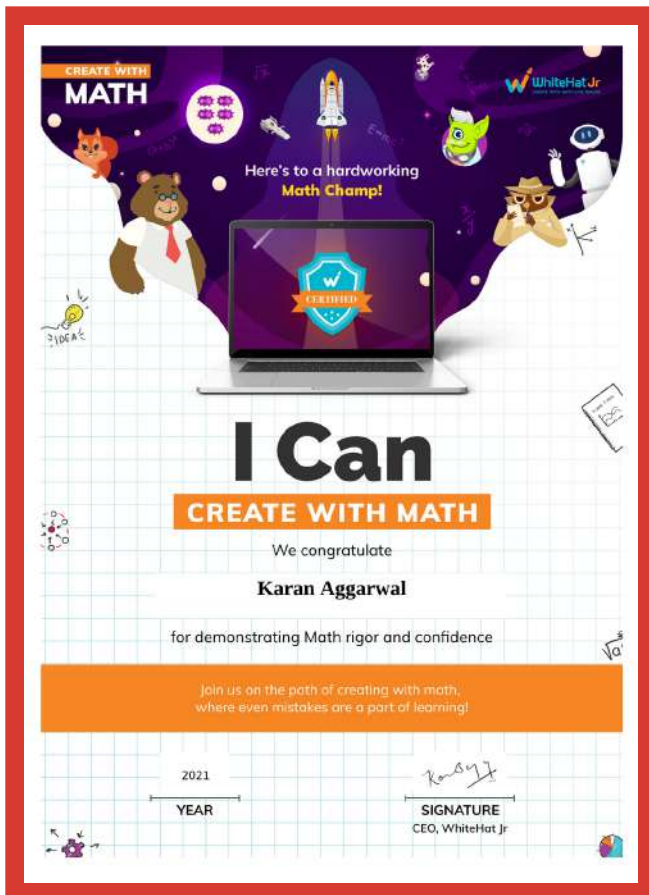 CREATE WITH
MATH
WhiteHat Jr
Here's to a hardworking
Math Champ!
CERTIFIED
IDEA
I Can
CREATE WITH MATH
We congratulate
Karan Aggarwal
for demonstrating Math rigor and confidence
Join us on the path of creating with math,
where even mistakes are a part of learning!
2021
YEAR
SIGNATURE
CEO, WhiteHat Jr